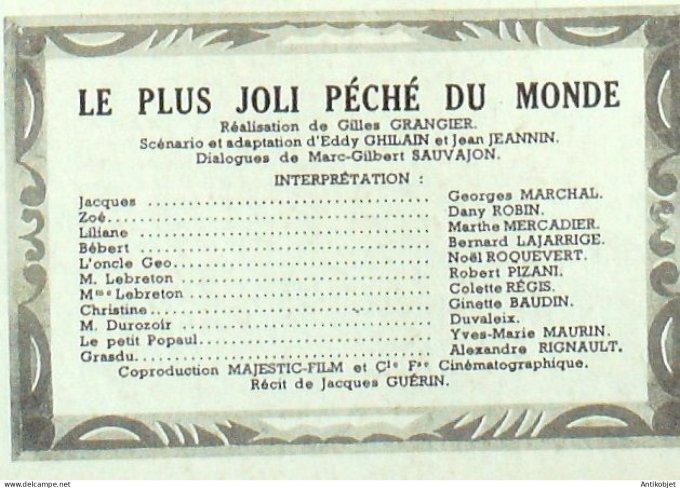 LE PLUS JOLI PÉCHÉ DU MONDE
Réalisation de Gilles GRANGIER.
Scénario et adaptation d'Eddy GHILAIN et Jean JEANNIN.
Dialogues de Marc-Gilbert SAUVAJON.
INTERPRÉTATION :
Jacques ........ Georges MARCHAL.
Zoé........ Dany ROBIN.
Liliane ........ Marthe MERCADIER.
Bébert ........ Bernard LAJARRIGE.
L'oncle Geo........ Noël ROQUEVERT.
M. Lebreton ........ Robert PIZANI.
Mme Lebreton ........ Colette RÉGIS.
Christine........ Ginette BAUDIN.
M. Durozoir ........ Duvaleix.
Le petit Popaul........ Yves-Marie MAURIN.
Grasdu........ Alexandre RIGNAULT.
Coproduction MAJESTIC-FILM et Cie Fse Cinématographique.
Récit de Jacques GUÉRIN.
www.delcampe.net
Antikobjet